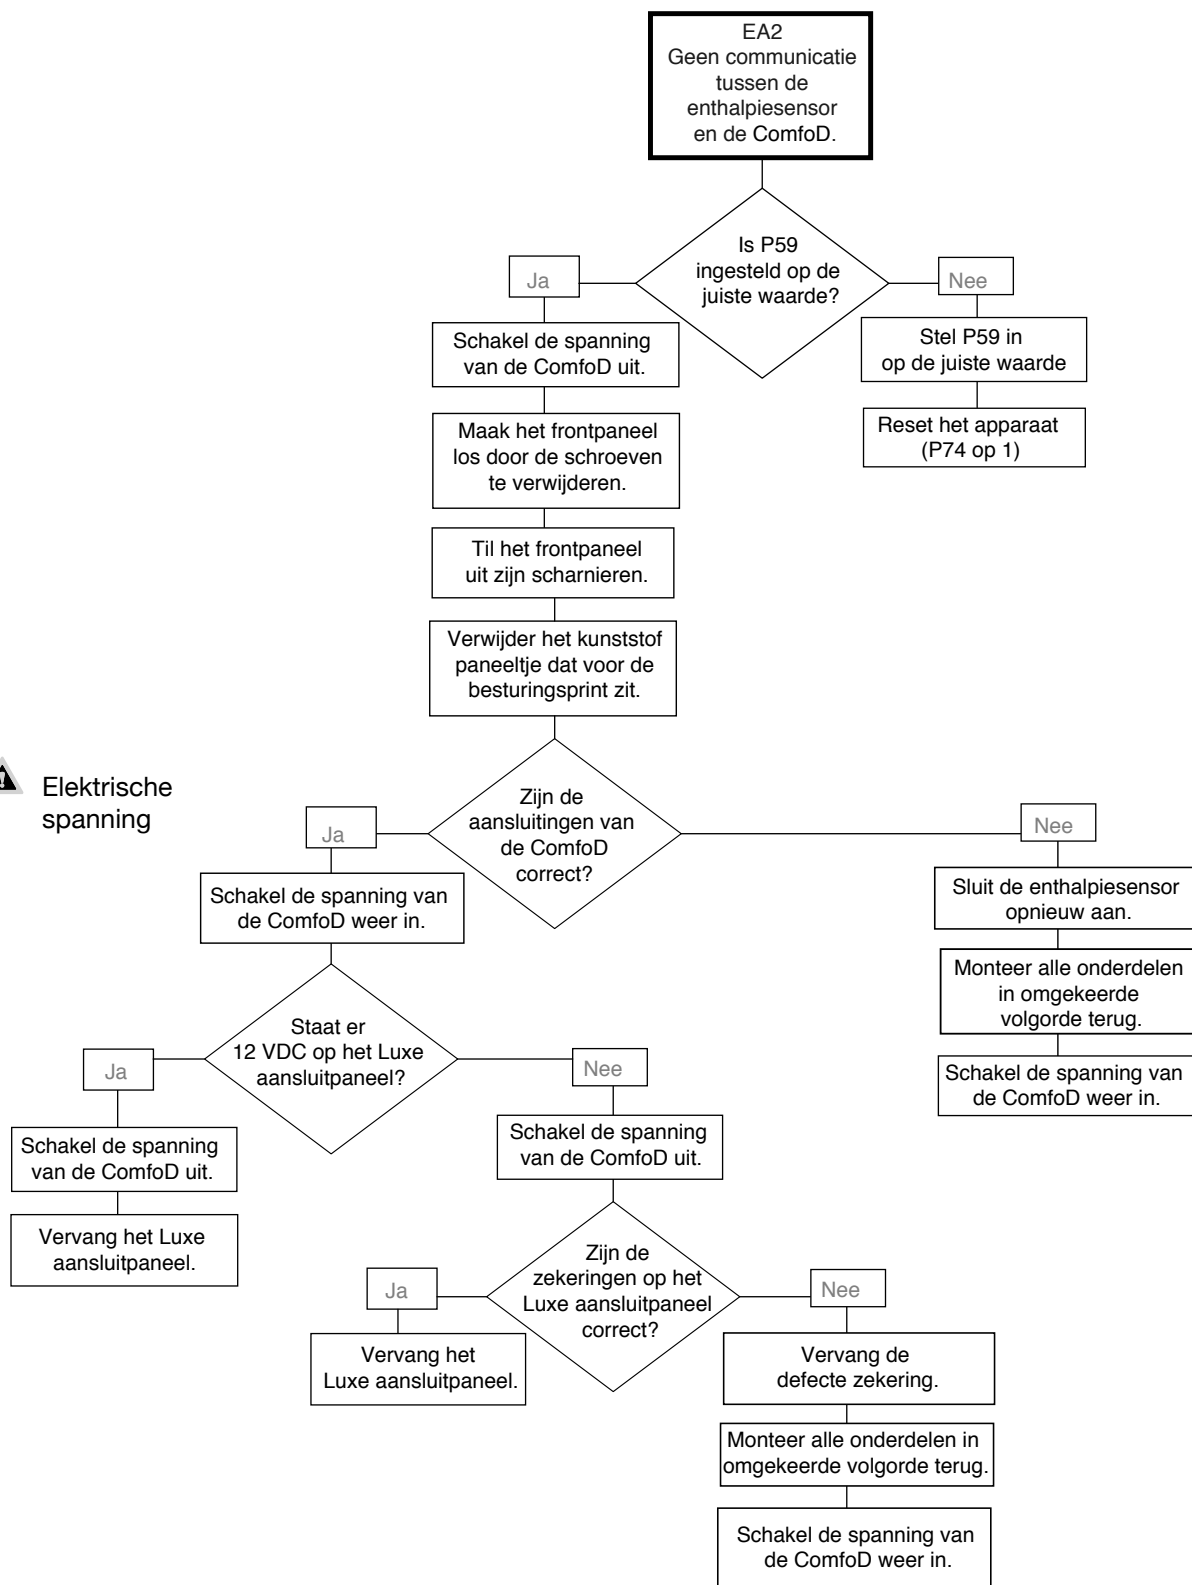 EA2
Geen communicatie
tussen de
enthalpiesensor
en de ComfoD.
Is P59
ingesteld op de
juiste waarde?
Ja
Nee
Schakel de spanning
van de ComfoD uit.
Stel P59 in
op de juiste waarde
Maak het frontpaneel
los door de schroeven
te verwijderen.
Reset het apparaat
(P74 op 1)
Til het frontpaneel
uit zijn scharnieren.
Verwijder het kunststof
paneeltje dat voor de
besturingsprint zit.
Elektrische
spanning
Zijn de
aansluitingen van
de ComfoD
correct?
Ja
Nee
Schakel de spanning van
de ComfoD weer in.
Sluit de enthalpiesensor
opnieuw aan.
Monteer alle onderdelen
in omgekeerde
volgorde terug.
Schakel de spanning van
de ComfoD weer in.
Staat er
12 VDC op het Luxe
aansluitpaneel?
Ja
Nee
Schakel de spanning
van de ComfoD uit.
Vervang het Luxe
aansluitpaneel.
Schakel de spanning
van de ComfoD uit.
Zijn de
zekeringen op het
Luxe aansluitpaneel
correct?
Ja
Nee
Vervang het
Luxe aansluitpaneel.
Vervang de
defecte zekering.
Monteer alle onderdelen in
omgekeerde volgorde terug.
Schakel de spanning van
de ComfoD weer in.